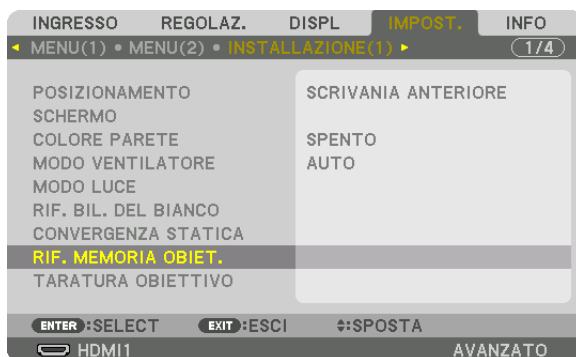 INGRESSO REGOLAZ. DISPL IMPOST. INFO
MENU(1) • MENU(2) • INSTALLAZIONE(1) 1/4
POSIZIONAMENTO SCRIVANIA ANTERIORE
SCHERMO
COLORE PARETE SPENTO
MODO VENTILATORE AUTO
MODO LUCE
RIF. BIL. DEL BIANCO
CONVERGENZA STATICA
RIF. MEMORIA OBIET.
TARATURA OBIETTIVO
ENTER :SELECT EXIT :ESCI :SPOSTA
HDMI1 AVANZATO